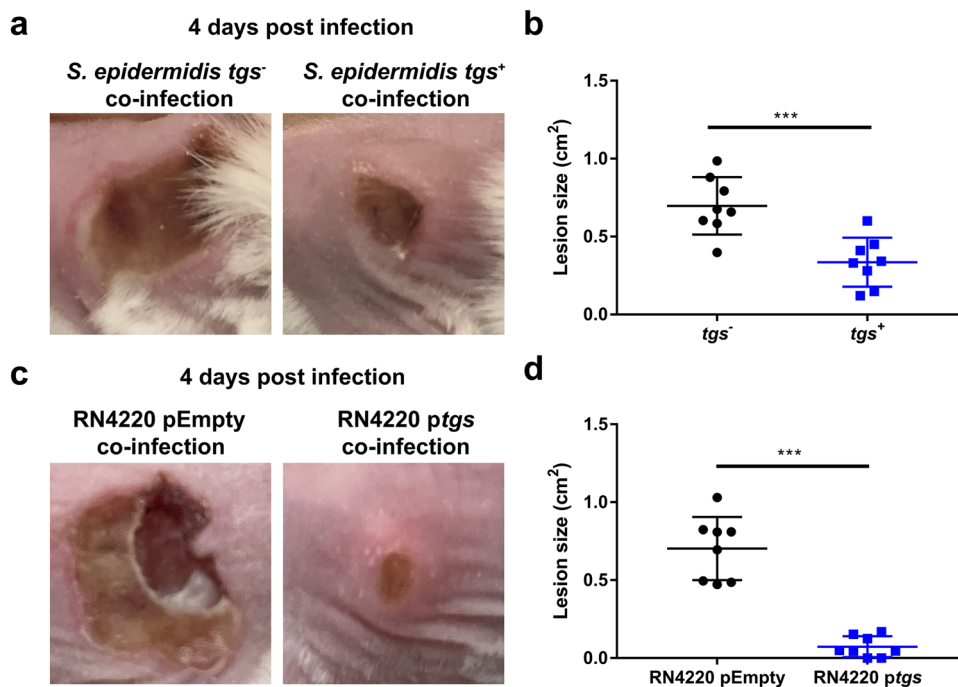 a
4 days post infection
S. epidermidis tgs⁻
co-infection
S. epidermidis tgs⁺
co-infection
b
Lesion size (cm²)
1.5
1.0
0.5
0.0
***
tgs⁻
tgs⁺
c
4 days post infection
RN4220 pEmpty
co-infection
RN4220 ptgs
co-infection
d
Lesion size (cm²)
1.5
1.0
0.5
0.0
***
RN4220 pEmpty
RN4220 ptgs